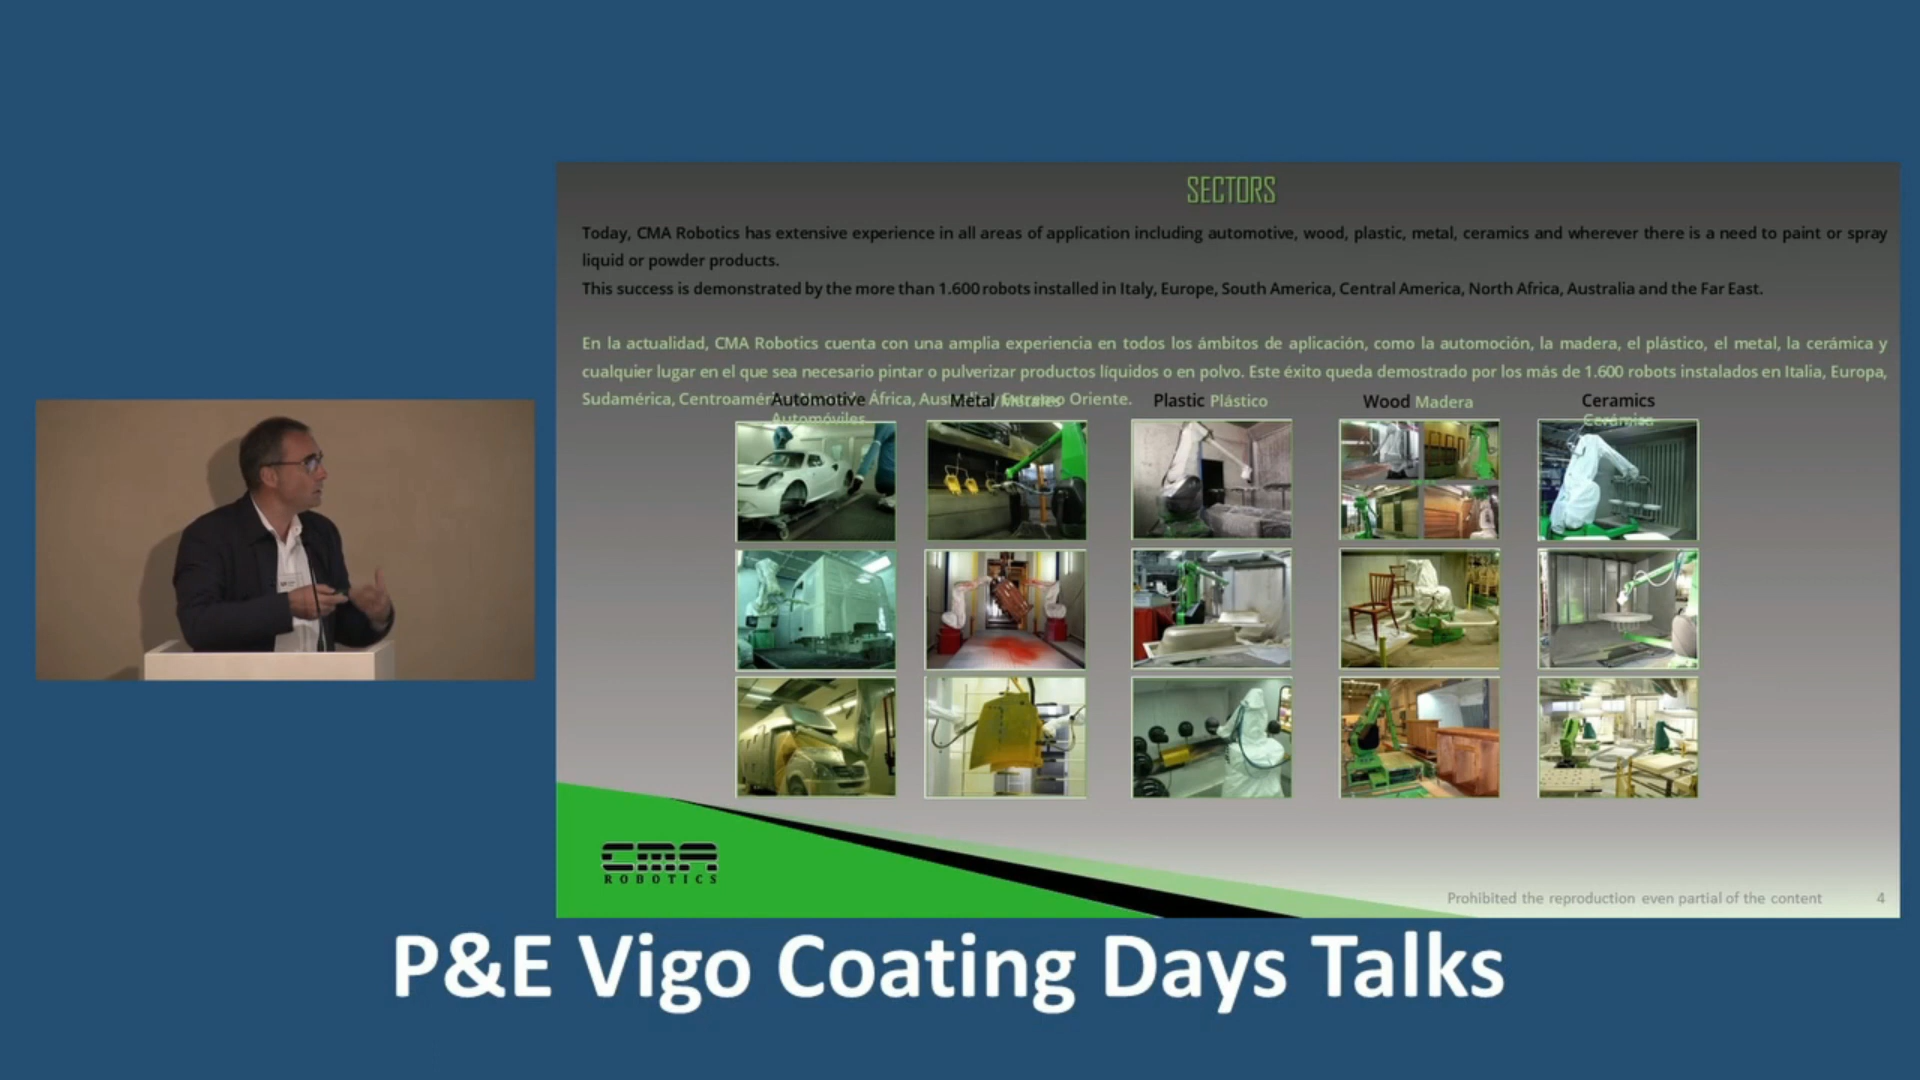 SECTORS
Today, CMA Robotics has extensive experience in all areas of application including automotive, wood, plastic, metal, ceramics and wherever there is a need to paint or spray
liquid or powder products.
This success is demonstrated by the more than 1.600 robots installed in Italy, Europe, South America, Central America, North Africa, Australia and the Far East.
En la actualidad, CMA Robotics cuenta con una amplia experiencia en todos los ámbitos de aplicación, como la automoción, la madera, el plástico, el metal, la cerámica y
cualquier lugar en el que sea necesario pintar o pulverizar productos líquidos o en polvo. Este éxito queda demostrado por los más de 1.600 robots instalados en Italia, Europa,
Sudamérica, Centroamérica, África, Australia y Extremo Oriente.
Automotive
Automóviles
Metal Metales
Plastic Plástico
Wood Madera
Ceramics
Cerámica
CMA
ROBOTICS
Prohibited the reproduction even partial of the content 4
P&E Vigo Coating Days Talks